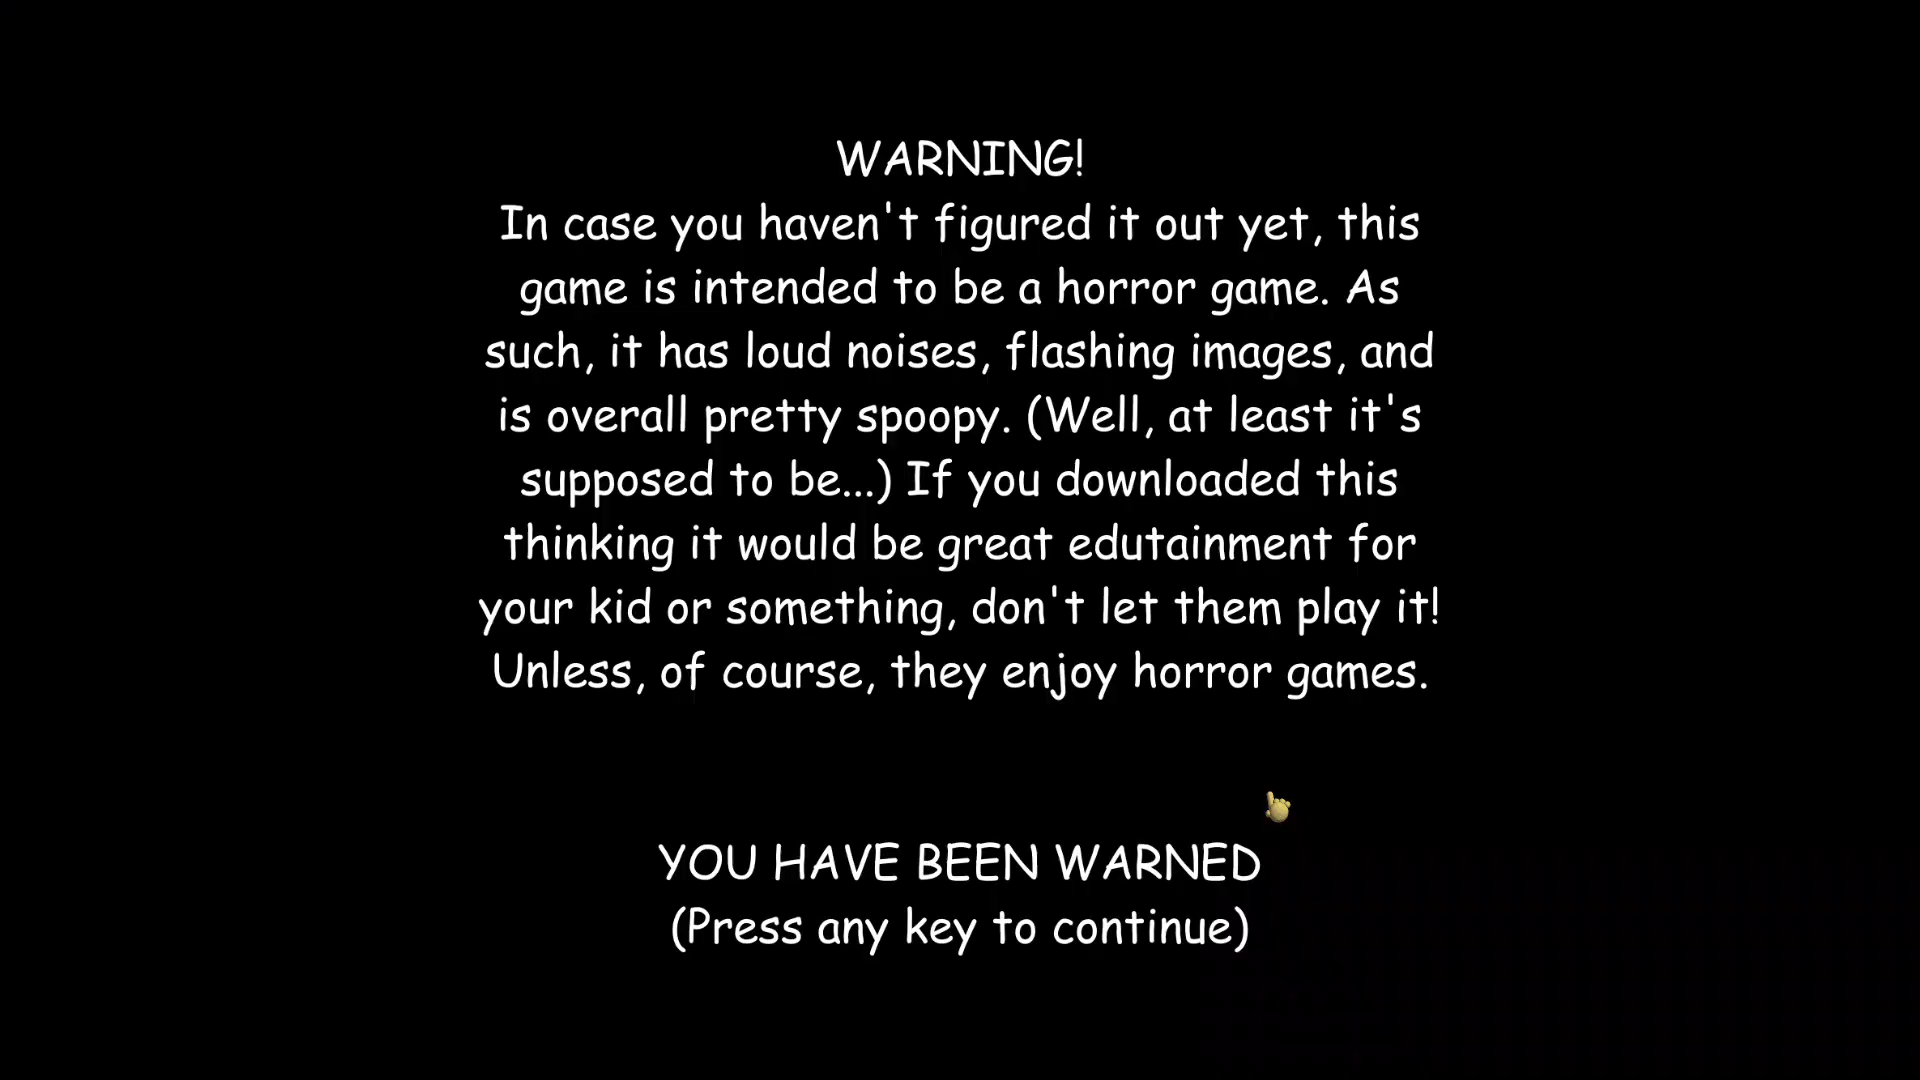 WARNING!
In case you haven't figured it out yet, this
game is intended to be a horror game. As
such, it has loud noises, flashing images, and
is overall pretty spoopy. (Well, at least it's
supposed to be...) If you downloaded this
thinking it would be great edutainment for
your kid or something, don't let them play it!
Unless, of course, they enjoy horror games.
YOU HAVE BEEN WARNED
(Press any key to continue)